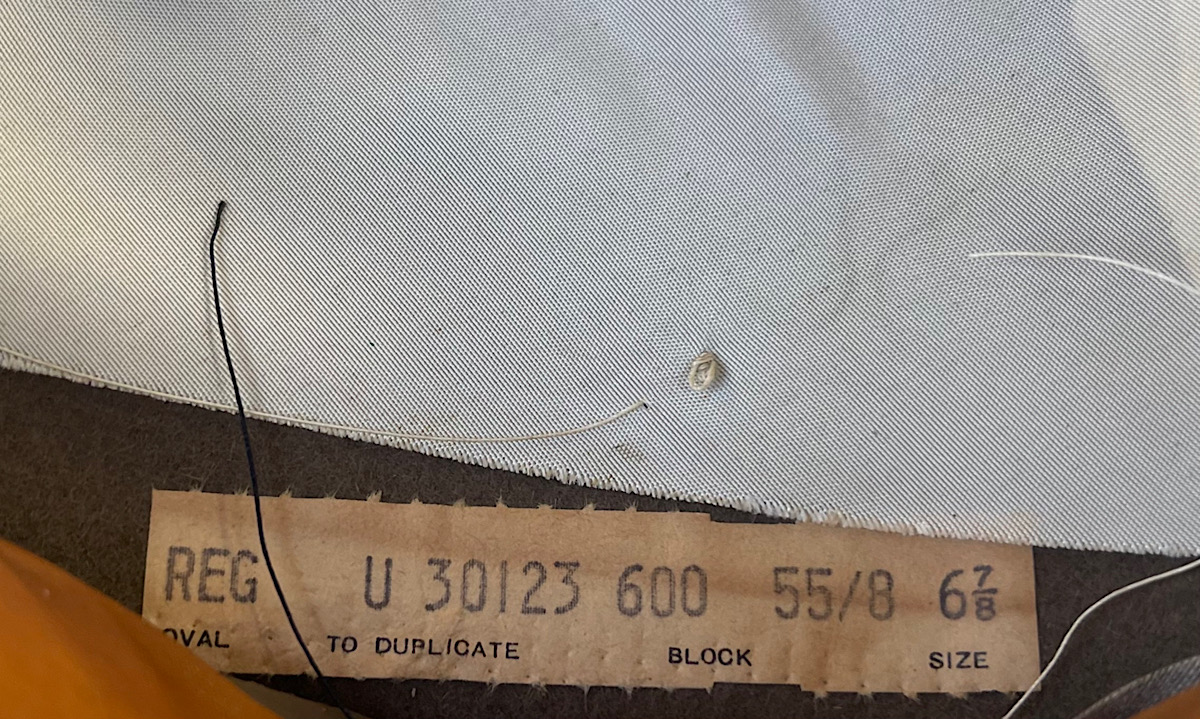 REG U 30123 600 55/8 6⅞
OVAL TO DUPLICATE BLOCK SIZE